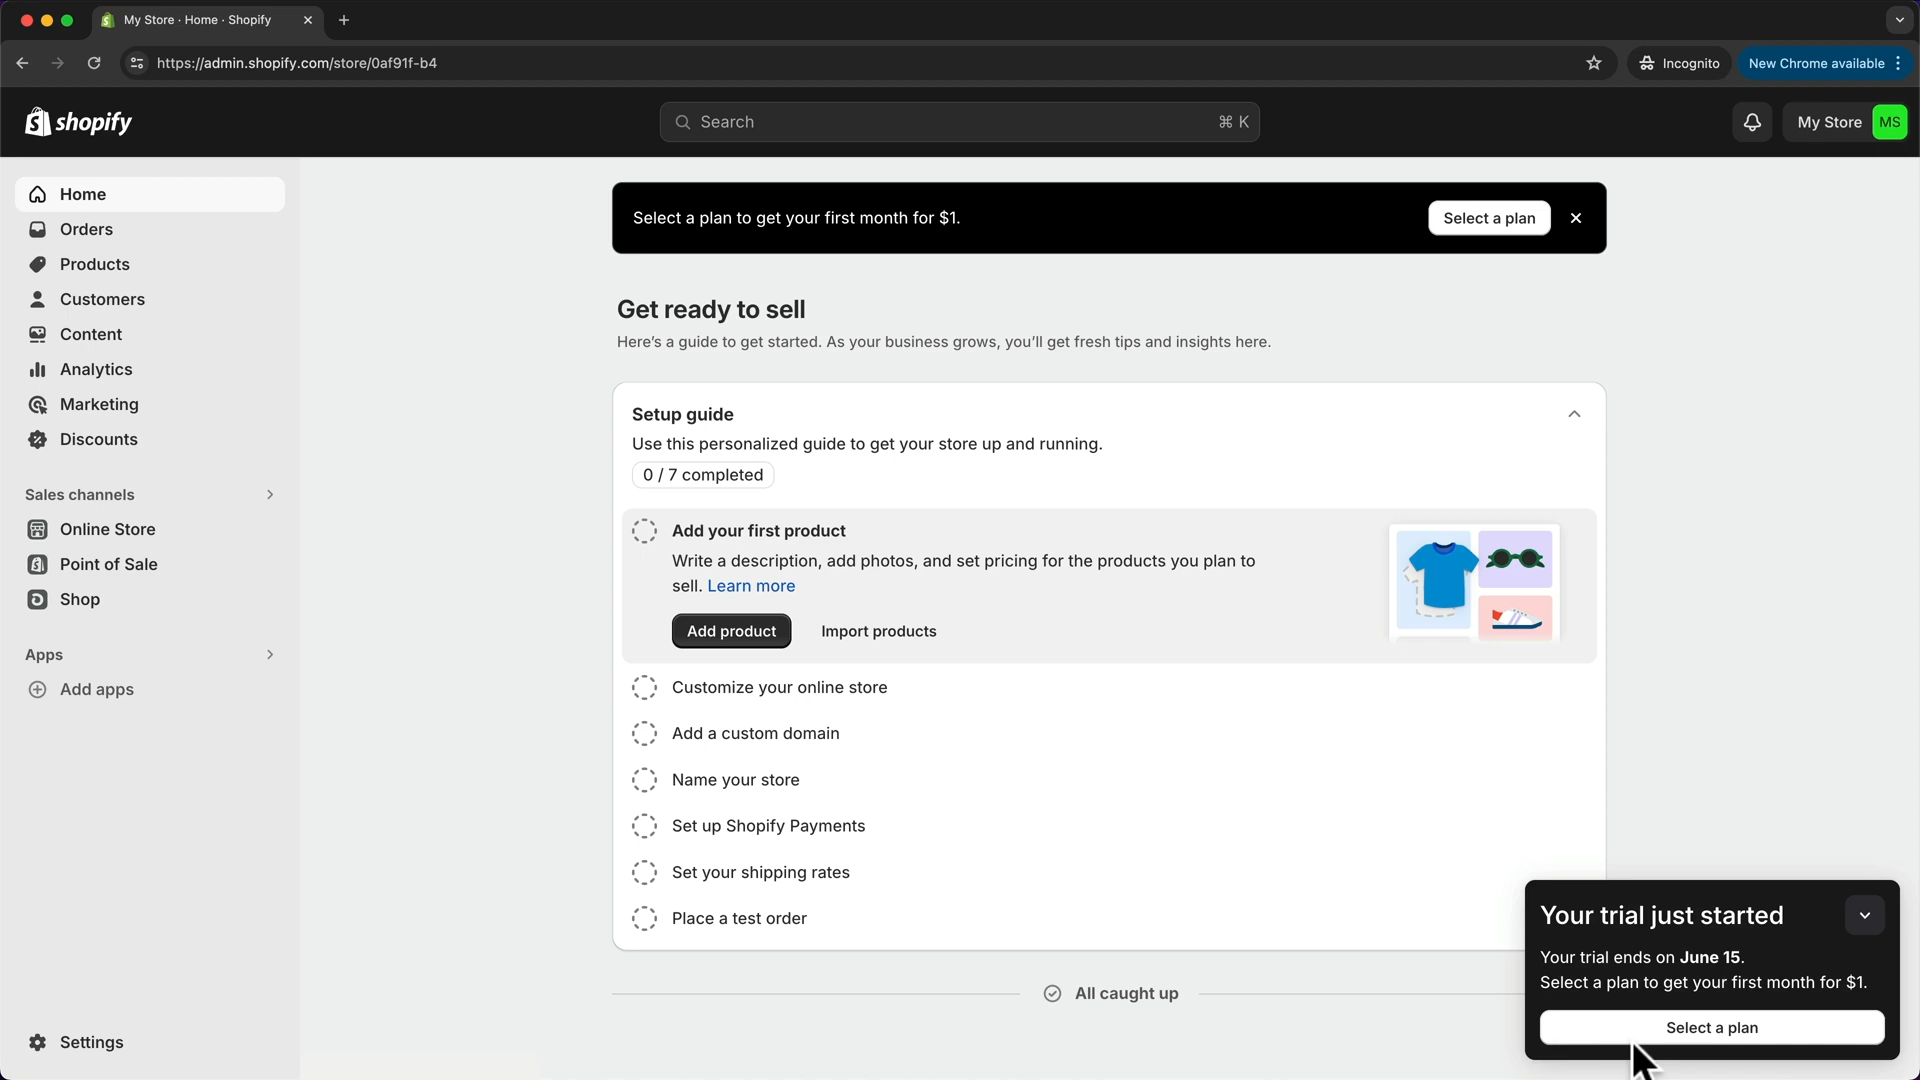 My Store · Home · Shopify
https://admin.shopify.com/store/0af91f-b4
Incognito
New Chrome available
shopify
Search
⌘ K
My Store
MS
Home
Orders
Products
Customers
Content
Analytics
Marketing
Discounts
Sales channels
Online Store
Point of Sale
Shop
Apps
Add apps
Settings
Select a plan to get your first month for $1.
Select a plan
Get ready to sell
Here's a guide to get started. As your business grows, you'll get fresh tips and insights here.
Setup guide
Use this personalized guide to get your store up and running.
0 / 7 completed
Add your first product
Write a description, add photos, and set pricing for the products you plan to
sell. Learn more
Add product
Import products
Customize your online store
Add a custom domain
Name your store
Set up Shopify Payments
Set your shipping rates
Place a test order
All caught up
Your trial just started
Your trial ends on June 15.
Select a plan to get your first month for $1.
Select a plan